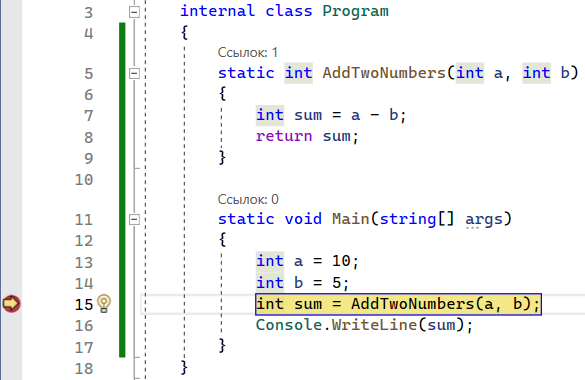 3 internal class Program
4 {
Ссылок: 1
5 static int AddTwoNumbers(int a, int b)
6 {
7 int sum = a - b;
8 return sum;
9 }
10
Ссылок: 0
11 static void Main(string[] args)
12 {
13 int a = 10;
14 int b = 5;
15 int sum = AddTwoNumbers(a, b);
16 Console.WriteLine(sum);
17 }
18 }